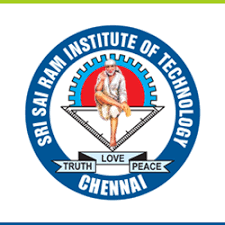 SRI SAI RAM INSTITUTE OF TECHNOLOGY
LOVE
TRUTH PEACE
CHENNAI